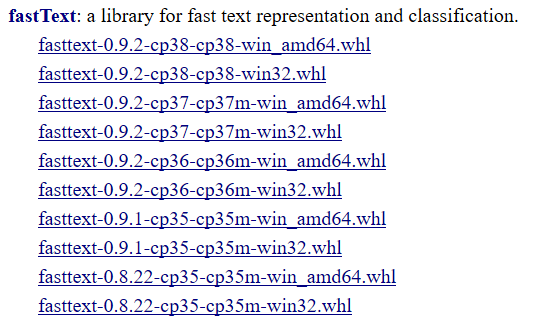 fastText: a library for fast text representation and classification.
fasttext-0.9.2-cp38-cp38-win_amd64.whl
fasttext-0.9.2-cp38-cp38-win32.whl
fasttext-0.9.2-cp37-cp37m-win_amd64.whl
fasttext-0.9.2-cp37-cp37m-win32.whl
fasttext-0.9.2-cp36-cp36m-win_amd64.whl
fasttext-0.9.2-cp36-cp36m-win32.whl
fasttext-0.9.1-cp35-cp35m-win_amd64.whl
fasttext-0.9.1-cp35-cp35m-win32.whl
fasttext-0.8.22-cp35-cp35m-win_amd64.whl
fasttext-0.8.22-cp35-cp35m-win32.whl